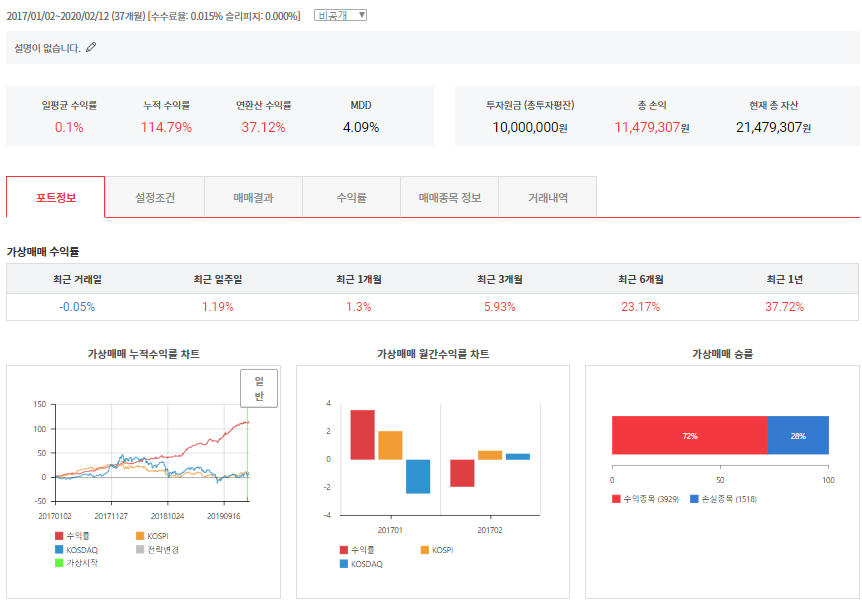 2017/01/02~2020/02/12 (37개월) [수수료율: 0.015% 슬리피지: 0.000%] 비공개
설명이 없습니다.
일평균 수익률 누적 수익률 연환산 수익률 MDD
0.1% 114.79% 37.12% 4.09%
투자원금 (총투자평잔) 총 손익 현재 총 자산
10,000,000원 11,479,307원 21,479,307원
포트정보 설정조건 매매결과 수익률 매매종목 정보 거래내역
가상매매 수익률
최근 거래일 최근 일주일 최근 1개월 최근 3개월 최근 6개월 최근 1년
-0.05% 1.19% 1.3% 5.93% 23.17% 37.72%
가상매매 누적수익률 차트
일반
150
100
50
0
-50
20170102 20171127 20181024 20190916
수익률 KOSPI
KOSDAQ 전략변경
가상시작
가상매매 월간수익률 차트
4
2
0
-2
-4
201701 201702
수익률 KOSPI
KOSDAQ
가상매매 승률
72% 28%
0 50 100
수익종목 (3929) 손실종목 (1518)